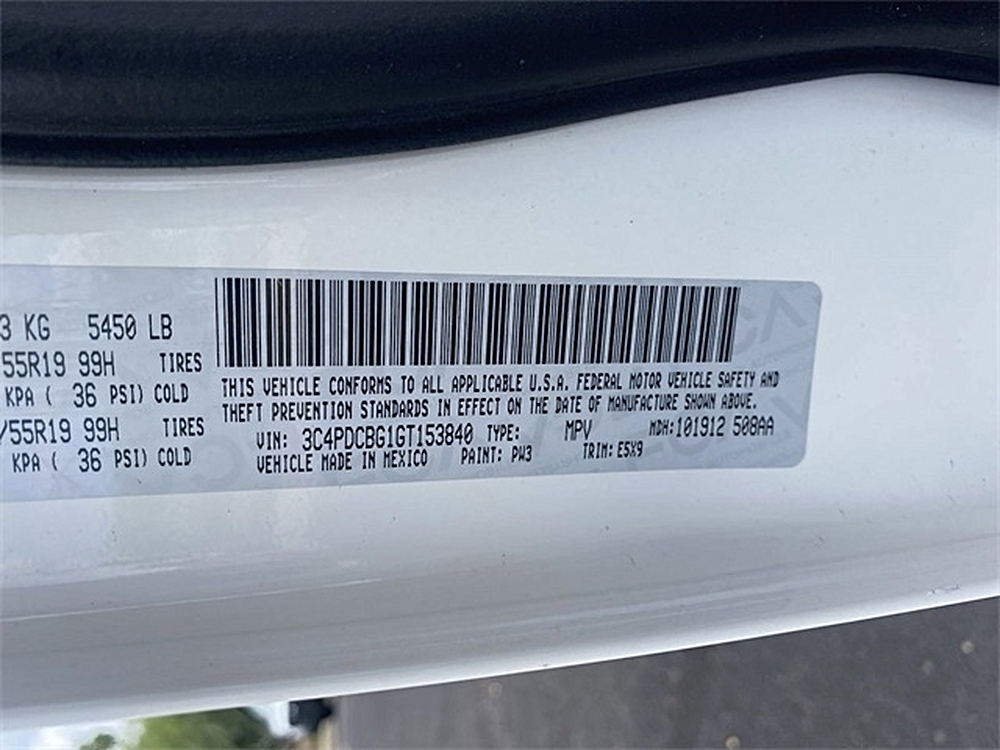 3 KG 5450 LB
55R19 99H TIRES
KPA ( 36 PSI) COLD
/55R19 99H TIRES
KPA ( 36 PSI) COLD
THIS VEHICLE CONFORMS TO ALL APPLICABLE U.S.A. FEDERAL MOTOR VEHICLE SAFETY AND
THEFT PREVENTION STANDARDS IN EFFECT ON THE DATE OF MANUFACTURE SHOWN ABOVE.
VIN: 3C4PDCBG1GT153840 TYPE: MPV MDH:101912 508AA
VEHICLE MADE IN MEXICO PAINT: PW3 TRIM: E5X9